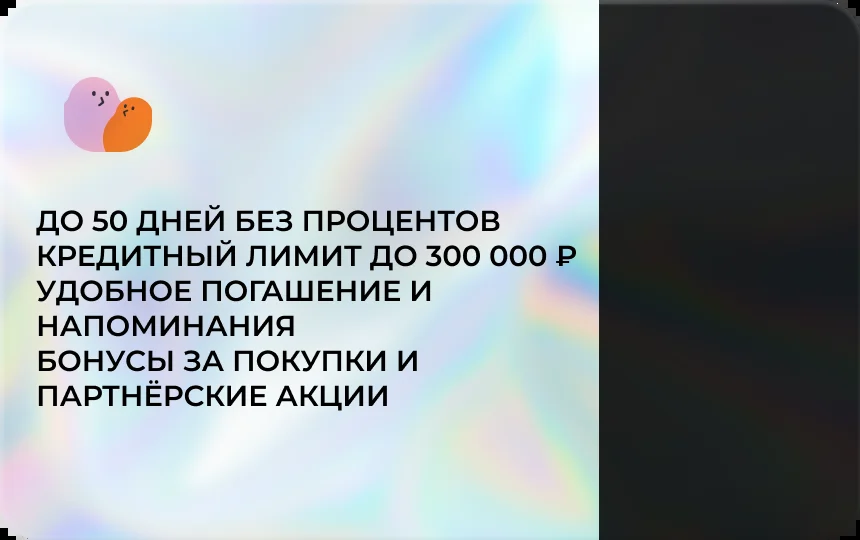 ДО 50 ДНЕЙ БЕЗ ПРОЦЕНТОВ
КРЕДИТНЫЙ ЛИМИТ ДО 300 000 ₽
УДОБНОЕ ПОГАШЕНИЕ И
НАПОМИНАНИЯ
БОНУСЫ ЗА ПОКУПКИ И
ПАРТНЁРСКИЕ АКЦИИ